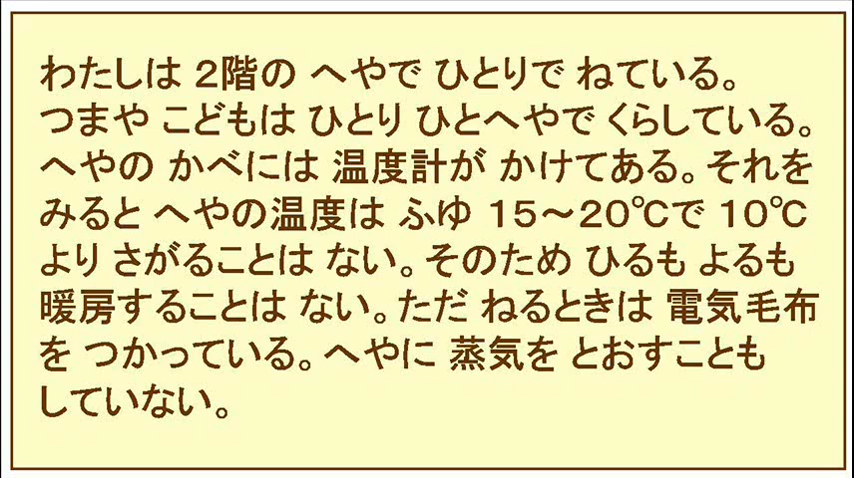 わたしは 2階の へやで ひとりで ねている。
つまや こどもは ひとり ひとへやで くらしている。
へやの かべには 温度計が かけてある。それを
みると へやの温度は ふゆ 15～20℃で 10℃
より さがることは ない。そのため ひるも よるも
暖房することは ない。ただ ねるときは 電気毛布
を つかっている。へやに 蒸気を とおすことも
していない。